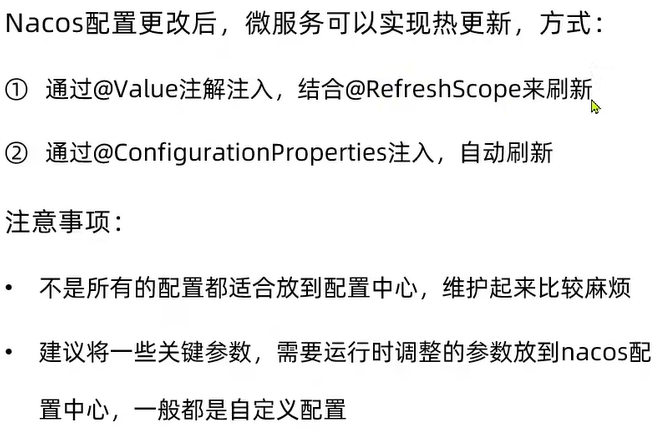 Nacos配置更改后，微服务可以实现热更新，方式：
① 通过@Value注解注入，结合@RefreshScope来刷新
② 通过@ConfigurationProperties注入，自动刷新
注意事项：
• 不是所有的配置都适合放到配置中心，维护起来比较麻烦
• 建议将一些关键参数，需要运行时调整的参数放到nacos配
置中心，一般都是自定义配置